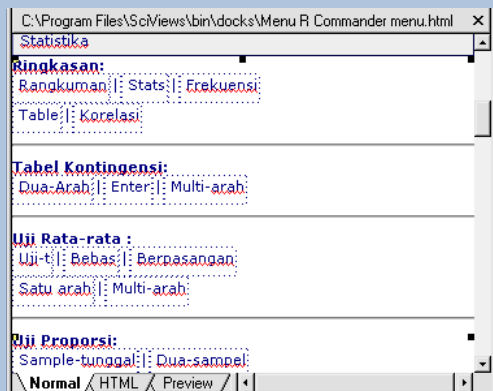 C:\Program Files\SciViews\bin\docks\Menu R Commander menu.html
Statistika
Ringkasan:
Rangkuman || Stats || Frekuensi
Table || Korelasi
Tabel Kontingensi:
Dua-Arah || Enter || Multi-arah
Uji Rata-rata :
Uji-t || Bebas || Berpasangan
Satu arah || Multi-arah
Uji Proporsi:
Sample-tunggal || Dua-sampel
Normal / HTML / Preview /